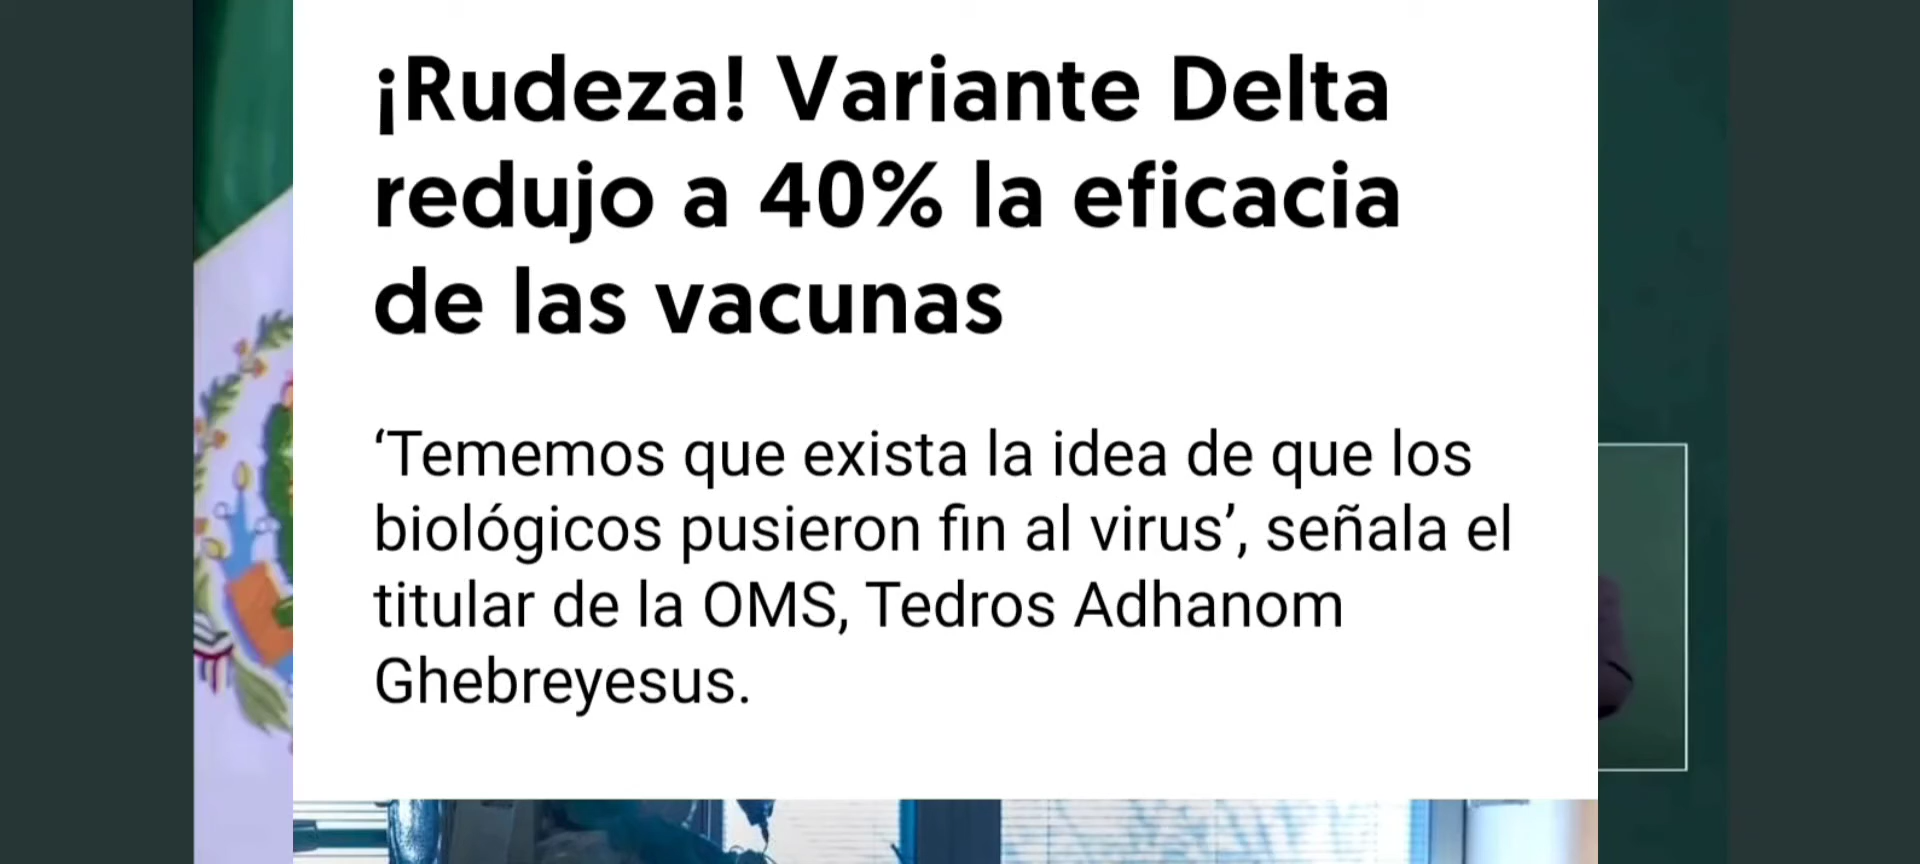 ¡Rudeza! Variante Delta
redujo a 40% la eficacia
de las vacunas
‘Tememos que exista la idea de que los
biológicos pusieron fin al virus’, señala el
titular de la OMS, Tedros Adhanom
Ghebreyesus.